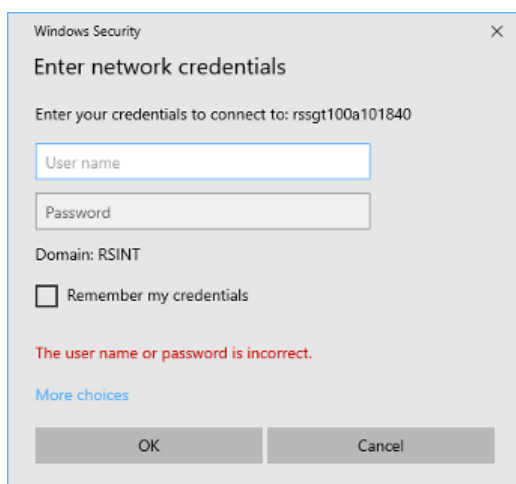 Windows Security
Enter network credentials
Enter your credentials to connect to: rssgt100a101840
User name
Password
Domain: RSINT
Remember my credentials
The user name or password is incorrect.
More choices
OK Cancel